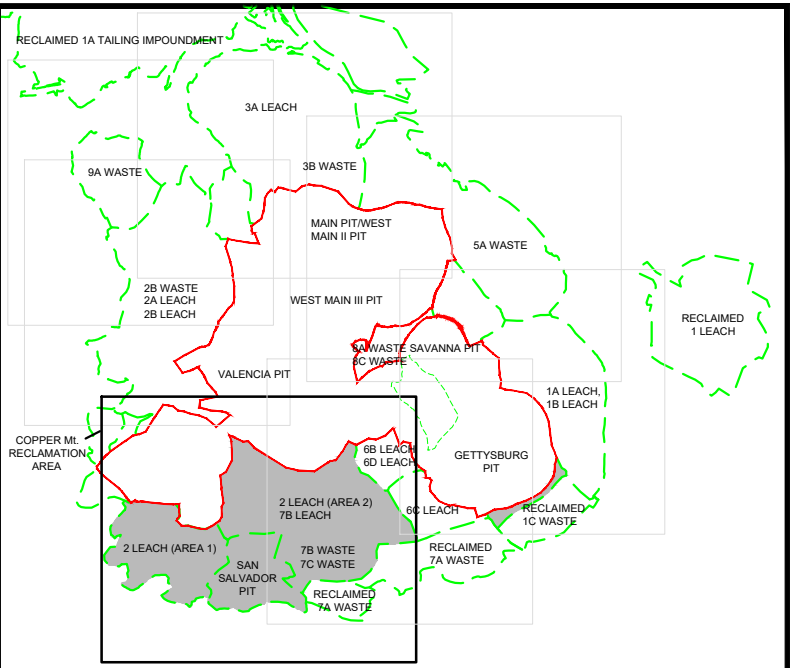 RECLAIMED 1A TAILING IMPOUNDMENT
3A LEACH
3B WASTE
9A WASTE
MAIN PIT/WEST
MAIN II PIT
5A WASTE
2B WASTE
2A LEACH
2B LEACH
WEST MAIN III PIT
RECLAIMED
1 LEACH
8A WASTE
8C WASTE
SAVANNA PIT
VALENCIA PIT
1A LEACH,
1B LEACH
COPPER Mt.
RECLAMATION
AREA
6B LEACH
6D LEACH
GETTYSBURG
PIT
2 LEACH (AREA 2)
7B LEACH
6C LEACH
RECLAIMED
1C WASTE
2 LEACH (AREA 1)
7B WASTE
7C WASTE
RECLAIMED
7A WASTE
SAN
SALVADOR
PIT
RECLAIMED
7A WASTE